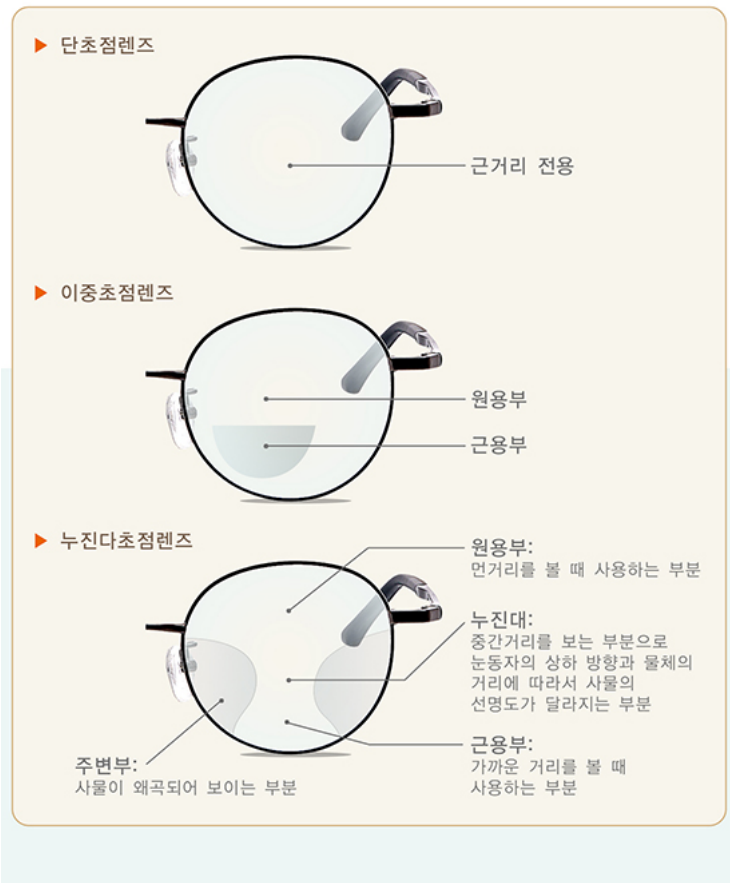 ▶ 단초점렌즈
근거리 전용
▶ 이중초점렌즈
원용부
근용부
▶ 누진다초점렌즈
원용부:
먼거리를 볼 때 사용하는 부분
누진대:
중간거리를 보는 부분으로
눈동자의 상하 방향과 물체의
거리에 따라서 사물의
선명도가 달라지는 부분
근용부:
가까운 거리를 볼 때
사용하는 부분
주변부:
사물이 왜곡되어 보이는 부분